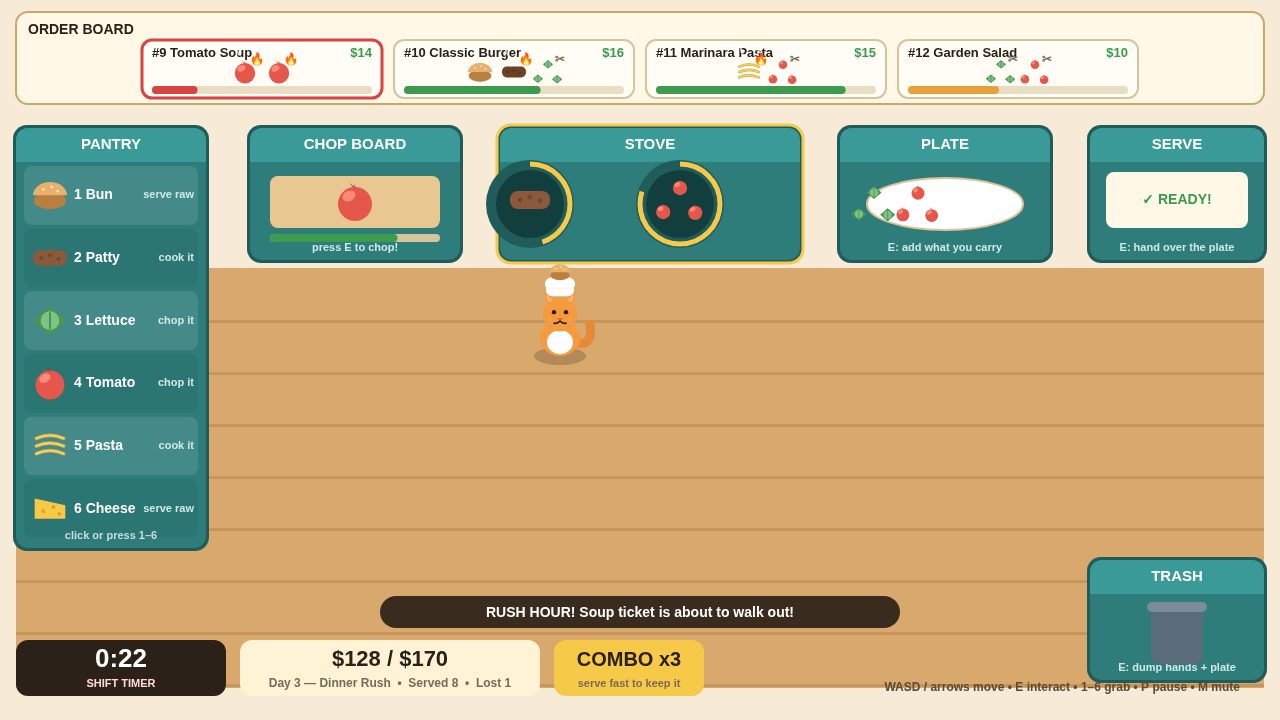 ORDER BOARD
#9 Tomato Soup $14
#10 Classic Burger $16
#11 Marinara Pasta $15
#12 Garden Salad $10
PANTRY
1 Bun serve raw
2 Patty cook it
3 Lettuce chop it
4 Tomato chop it
5 Pasta cook it
6 Cheese serve raw
click or press 1–6
CHOP BOARD
press E to chop!
STOVE
PLATE
E: add what you carry
SERVE
✓ READY!
E: hand over the plate
TRASH
E: dump hands + plate
RUSH HOUR! Soup ticket is about to walk out!
0:22
SHIFT TIMER
$128 / $170
Day 3 — Dinner Rush • Served 8 • Lost 1
COMBO x3
serve fast to keep it
WASD / arrows move • E interact • 1–6 grab • P pause • M mute